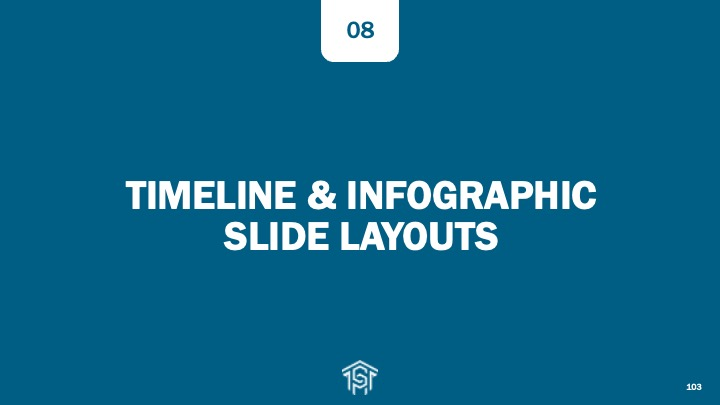 08
TIMELINE & INFOGRAPHIC
SLIDE LAYOUTS
103